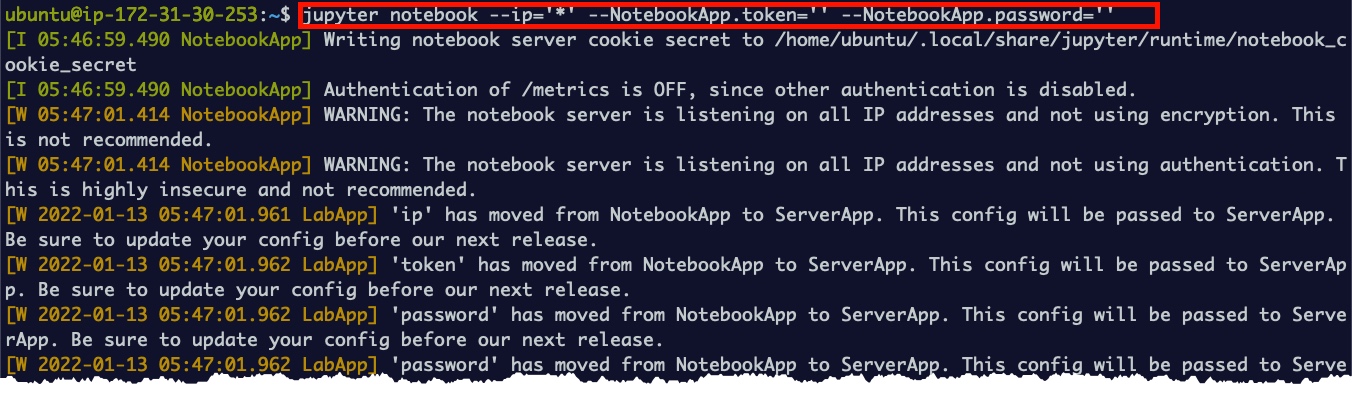 ubuntu@ip-172-31-30-253:~$ jupyter notebook --ip='*' --NotebookApp.token='' --NotebookApp.password=''
[I 05:46:59.490 NotebookApp] Writing notebook server cookie secret to /home/ubuntu/.local/share/jupyter/runtime/notebook_c
ookie_secret
[I 05:46:59.490 NotebookApp] Authentication of /metrics is OFF, since other authentication is disabled.
[W 05:47:01.414 NotebookApp] WARNING: The notebook server is listening on all IP addresses and not using encryption. This
is not recommended.
[W 05:47:01.414 NotebookApp] WARNING: The notebook server is listening on all IP addresses and not using authentication. T
his is highly insecure and not recommended.
[W 2022-01-13 05:47:01.961 LabApp] 'ip' has moved from NotebookApp to ServerApp. This config will be passed to ServerApp.
Be sure to update your config before our next release.
[W 2022-01-13 05:47:01.962 LabApp] 'token' has moved from NotebookApp to ServerApp. This config will be passed to ServerAp
p. Be sure to update your config before our next release.
[W 2022-01-13 05:47:01.962 LabApp] 'password' has moved from NotebookApp to ServerApp. This config will be passed to Serve
rApp. Be sure to update your config before our next release.
[W 2022-01-13 05:47:01.962 LabApp] 'password' has moved from NotebookApp to ServerApp. This config will be passed to Serve